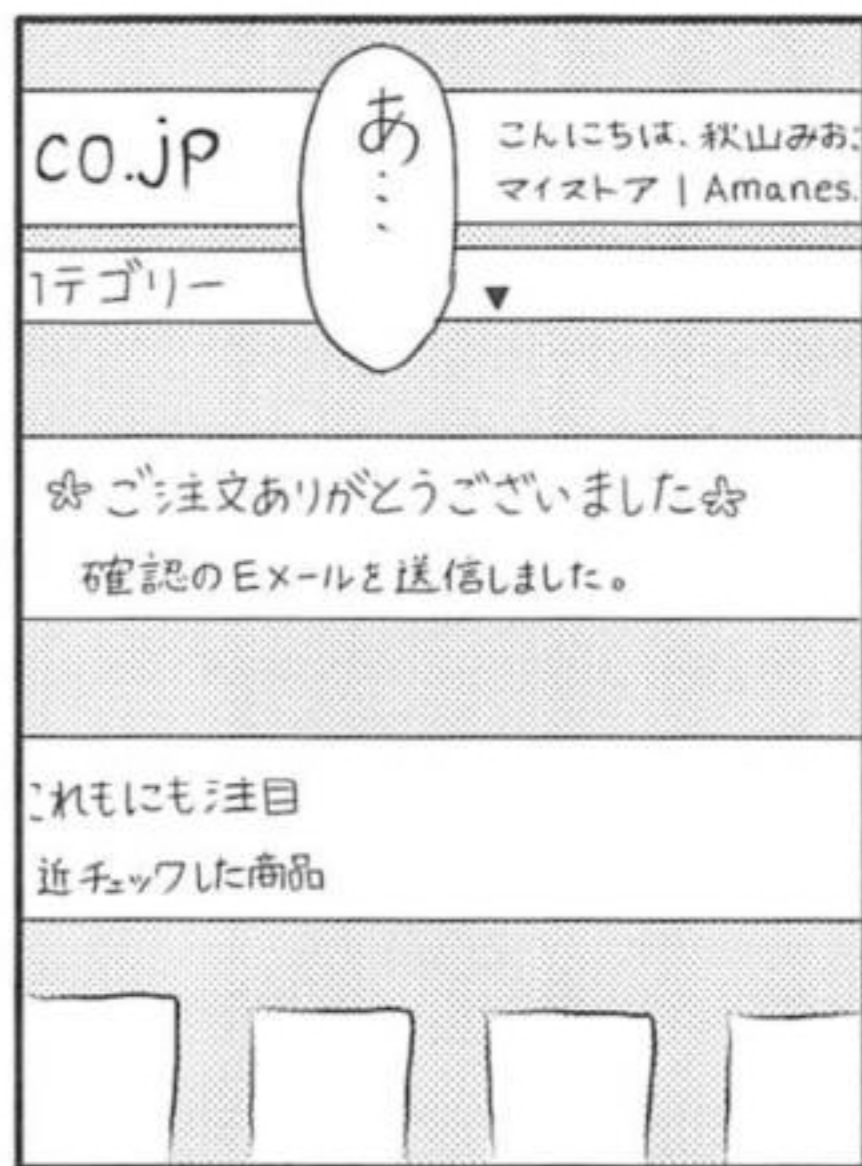 co.jp
あ…
こんにちは、秋山みお
マイストア | Amanes.
テゴリー
▼
☆ご注文ありがとうございました☆
確認のEメールを送信しました。
れもにも注目
近チェックした商品